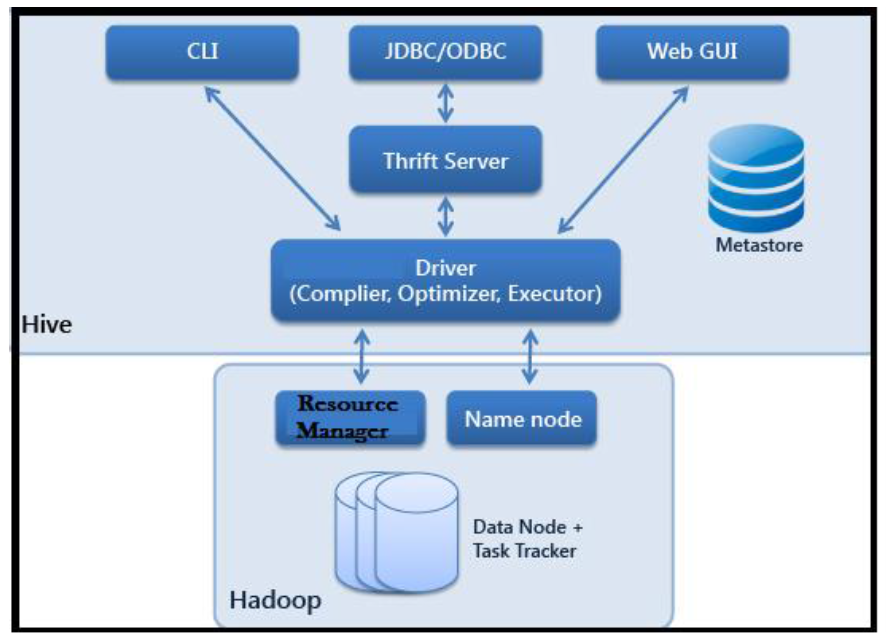 CLI
JDBC/ODBC
Web GUI
Thrift Server
Metastore
Driver
(Complier, Optimizer, Executor)
Hive
Resource
Manager
Name node
Data Node +
Task Tracker
Hadoop